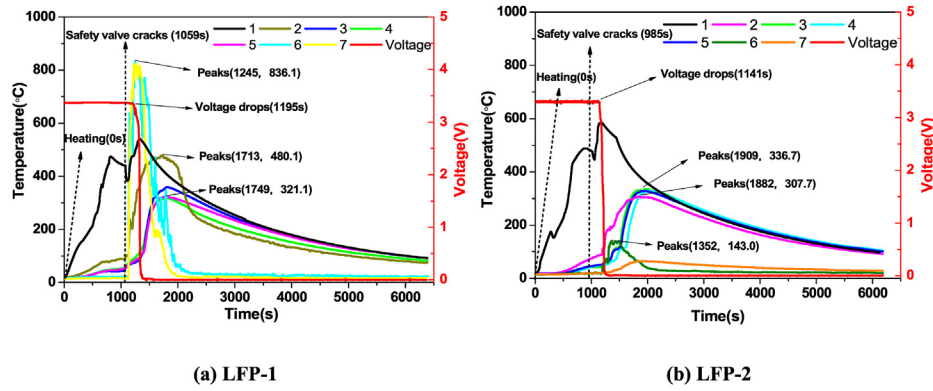 1000
800
600
400
200
0
Temperature(°C)
Safety valve cracks (1059s)
1 2 3 4
5 6 7 Voltage
Peaks(1245, 836.1)
Voltage drops(1195s)
Heating(0s)
Peaks(1713, 480.1)
Peaks(1749, 321.1)
5
4
3
2
1
0
Voltage(V)
0 1000 2000 3000 4000 5000 6000
Time(s)
(a) LFP-1
1000
800
600
400
200
0
Temperature(°C)
1 2 3 4
5 6 7 Voltage
Safety valve cracks (985s)
Heating(0s)
Voltage drops(1141s)
Peaks(1909, 336.7)
Peaks(1882, 307.7)
Peaks(1352, 143.0)
5
4
3
2
1
0
Voltage(V)
0 1000 2000 3000 4000 5000 6000
Time(s)
(b) LFP-2